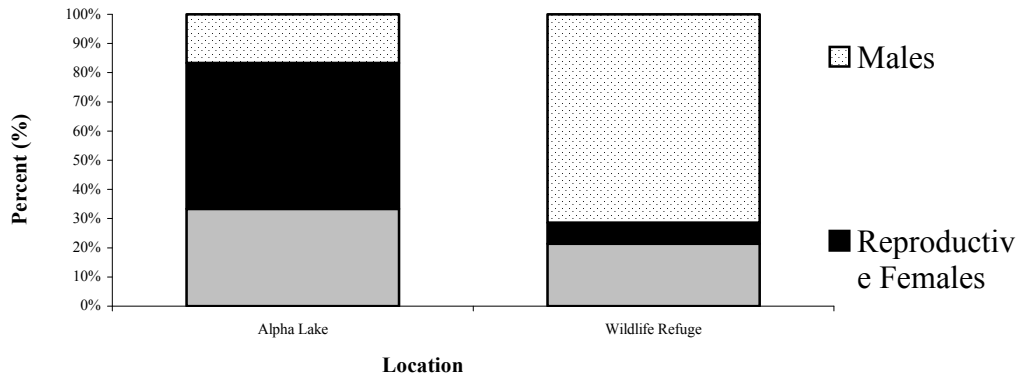 100%
90%
80%
70%
60%
50%
40%
30%
20%
10%
0%
Percent (%)
Alpha Lake
Wildlife Refuge
Location
Males
Reproductiv
e Females